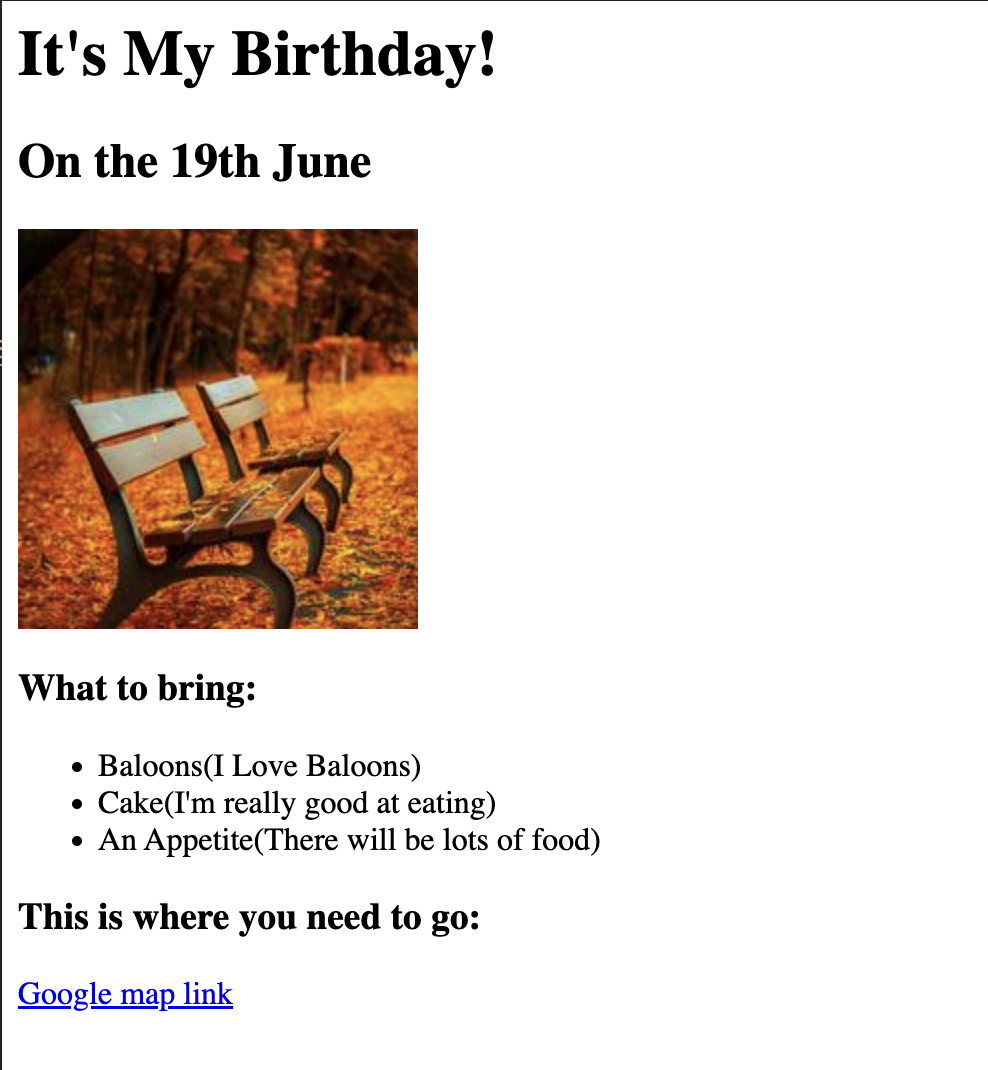 It's My Birthday!
On the 19th June
What to bring:
Baloons(I Love Baloons)
Cake(I'm really good at eating)
An Appetite(There will be lots of food)
This is where you need to go:
Google map link